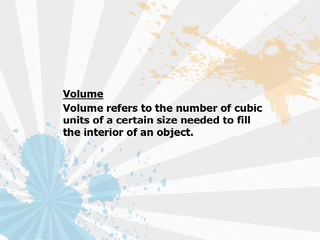 Volume
Volume refers to the number of cubic
units of a certain size needed to fill
the interior of an object.